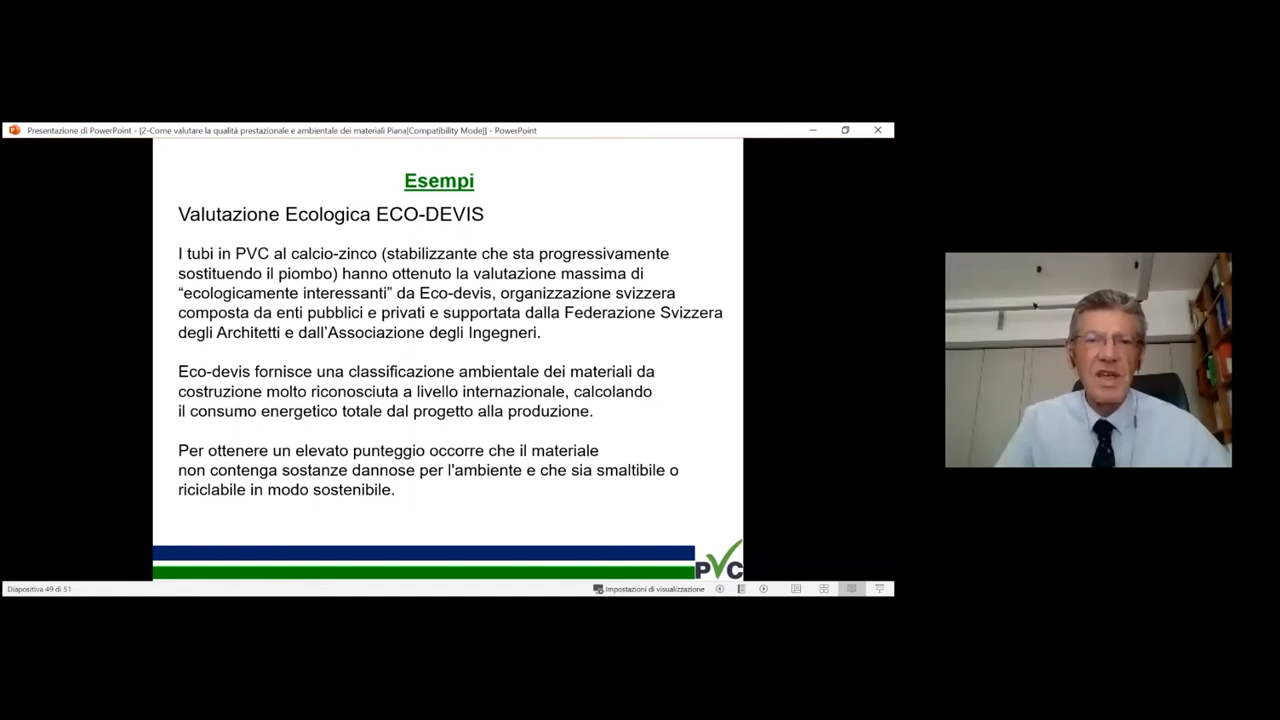 Presentazione di PowerPoint - [2-Come valutare la qualità prestazionale e ambientale dei materiali Piana[Compatibility Mode]] - PowerPoint
Esempi
Valutazione Ecologica ECO-DEVIS
I tubi in PVC al calcio-zinco (stabilizzante che sta progressivamente
sostituendo il piombo) hanno ottenuto la valutazione massima di
“ecologicamente interessanti” da Eco-devis, organizzazione svizzera
composta da enti pubblici e privati e supportata dalla Federazione Svizzera
degli Architetti e dall’Associazione degli Ingegneri.
Eco-devis fornisce una classificazione ambientale dei materiali da
costruzione molto riconosciuta a livello internazionale, calcolando
il consumo energetico totale dal progetto alla produzione.
Per ottenere un elevato punteggio occorre che il materiale
non contenga sostanze dannose per l'ambiente e che sia smaltibile o
riciclabile in modo sostenibile.
PVC
Diapositiva 49 di 51
Impostazioni di visualizzazione